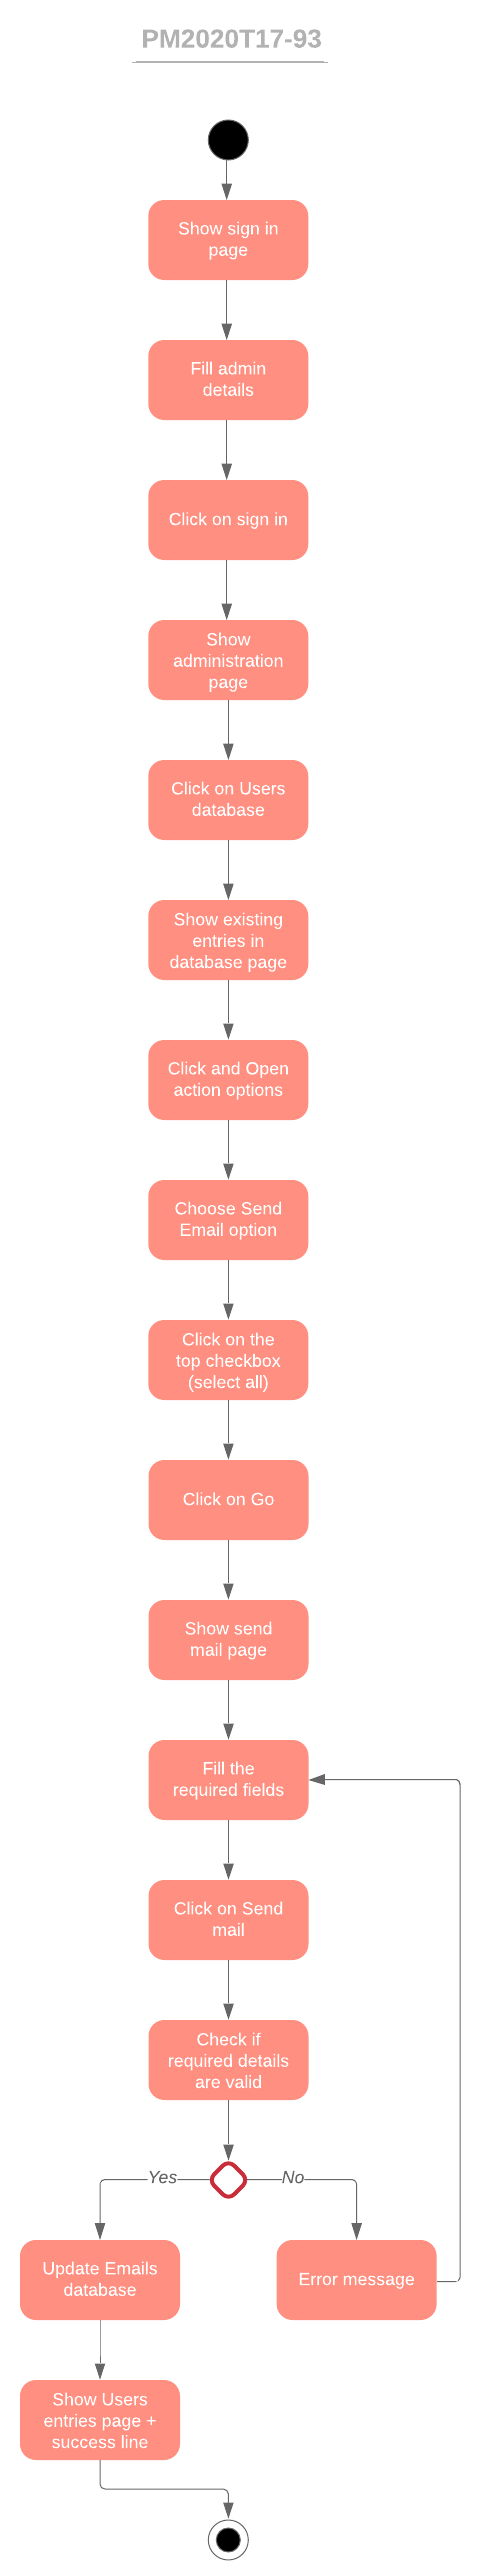 PM2020T17-93
Show sign in
page
Fill admin
details
Click on sign in
Show
administration
page
Click on Users
database
Show existing
entries in
database page
Click and Open
action options
Choose Send
Email option
Click on the
top checkbox
(select all)
Click on Go
Show send
mail page
Fill the
required fields
Click on Send
mail
Check if
required details
are valid
Yes
No
Update Emails
database
Error message
Show Users
entries page +
success line